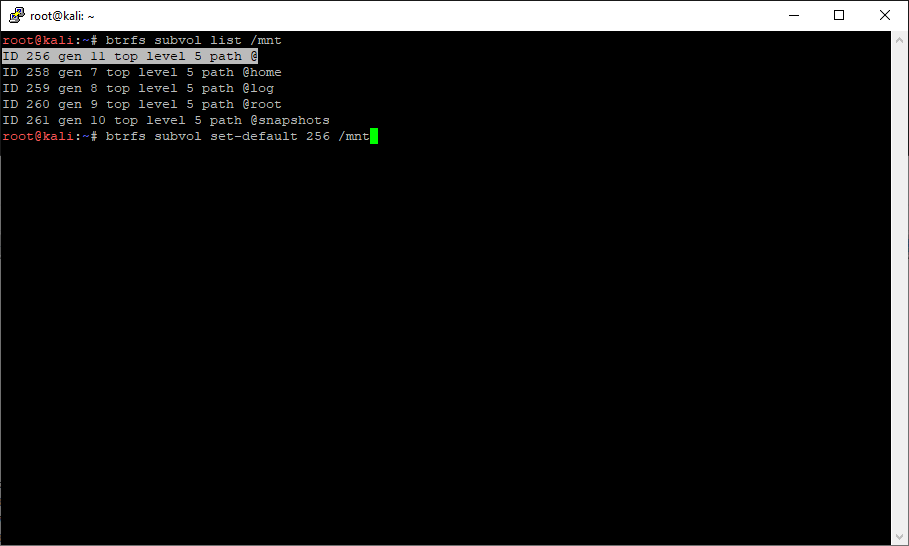 root@kali: ~
root@kali:~# btrfs subvol list /mnt
ID 256 gen 11 top level 5 path @
ID 258 gen 7 top level 5 path @home
ID 259 gen 8 top level 5 path @log
ID 260 gen 9 top level 5 path @root
ID 261 gen 10 top level 5 path @snapshots
root@kali:~# btrfs subvol set-default 256 /mnt